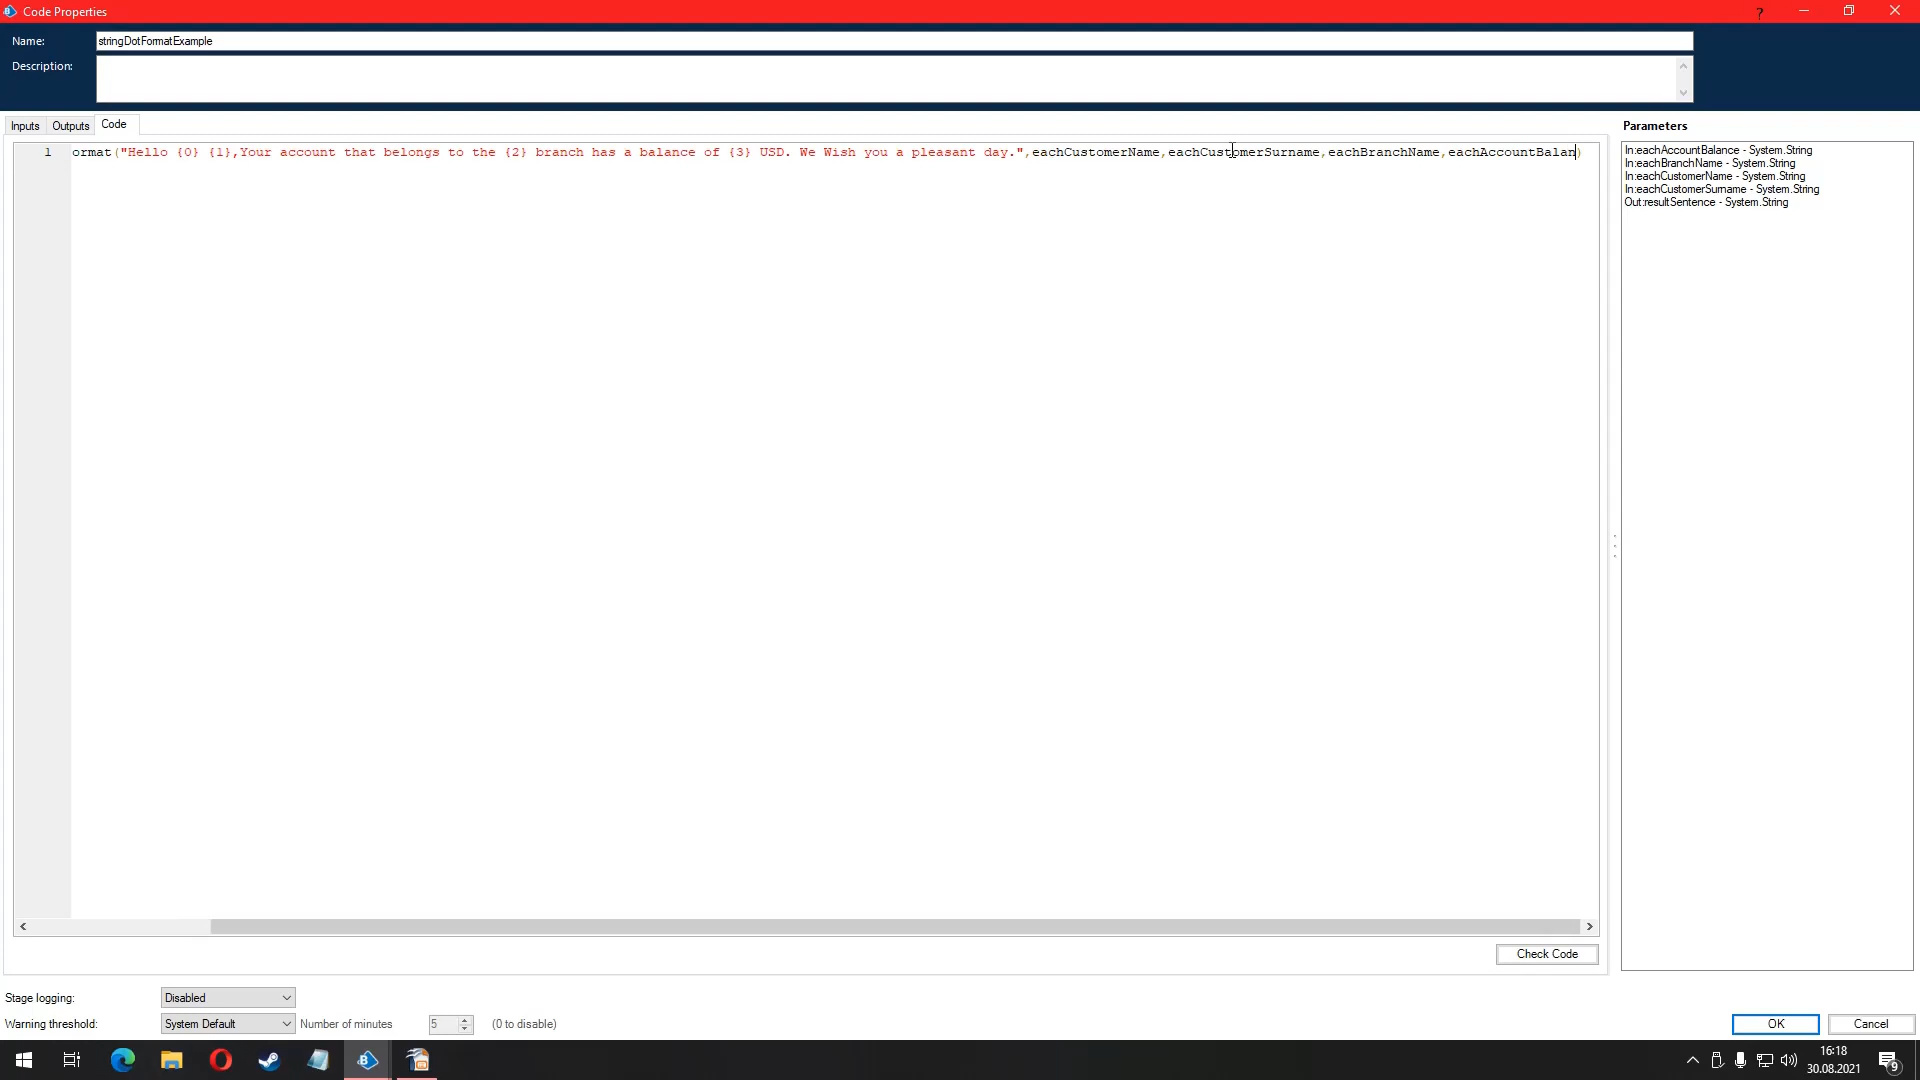 Code Properties
?
Name:
stringDotFormatExample
Description:
Inputs
Outputs
Code
Parameters
1
ormat("Hello {0} {1},Your account that belongs to the {2} branch has a balance of {3} USD. We Wish you a pleasant day.",eachCustomerName,eachCustomerSurname,eachBranchName,eachAccountBalan)
In:eachAccountBalance - System.String
In:eachBranchName - System.String
In:eachCustomerName - System.String
In:eachCustomerSurname - System.String
Out:resultSentence - System.String
Check Code
Stage logging:
Disabled
Warning threshold:
System Default
Number of minutes
5
(0 to disable)
OK
Cancel
16:18
30.08.2021
9